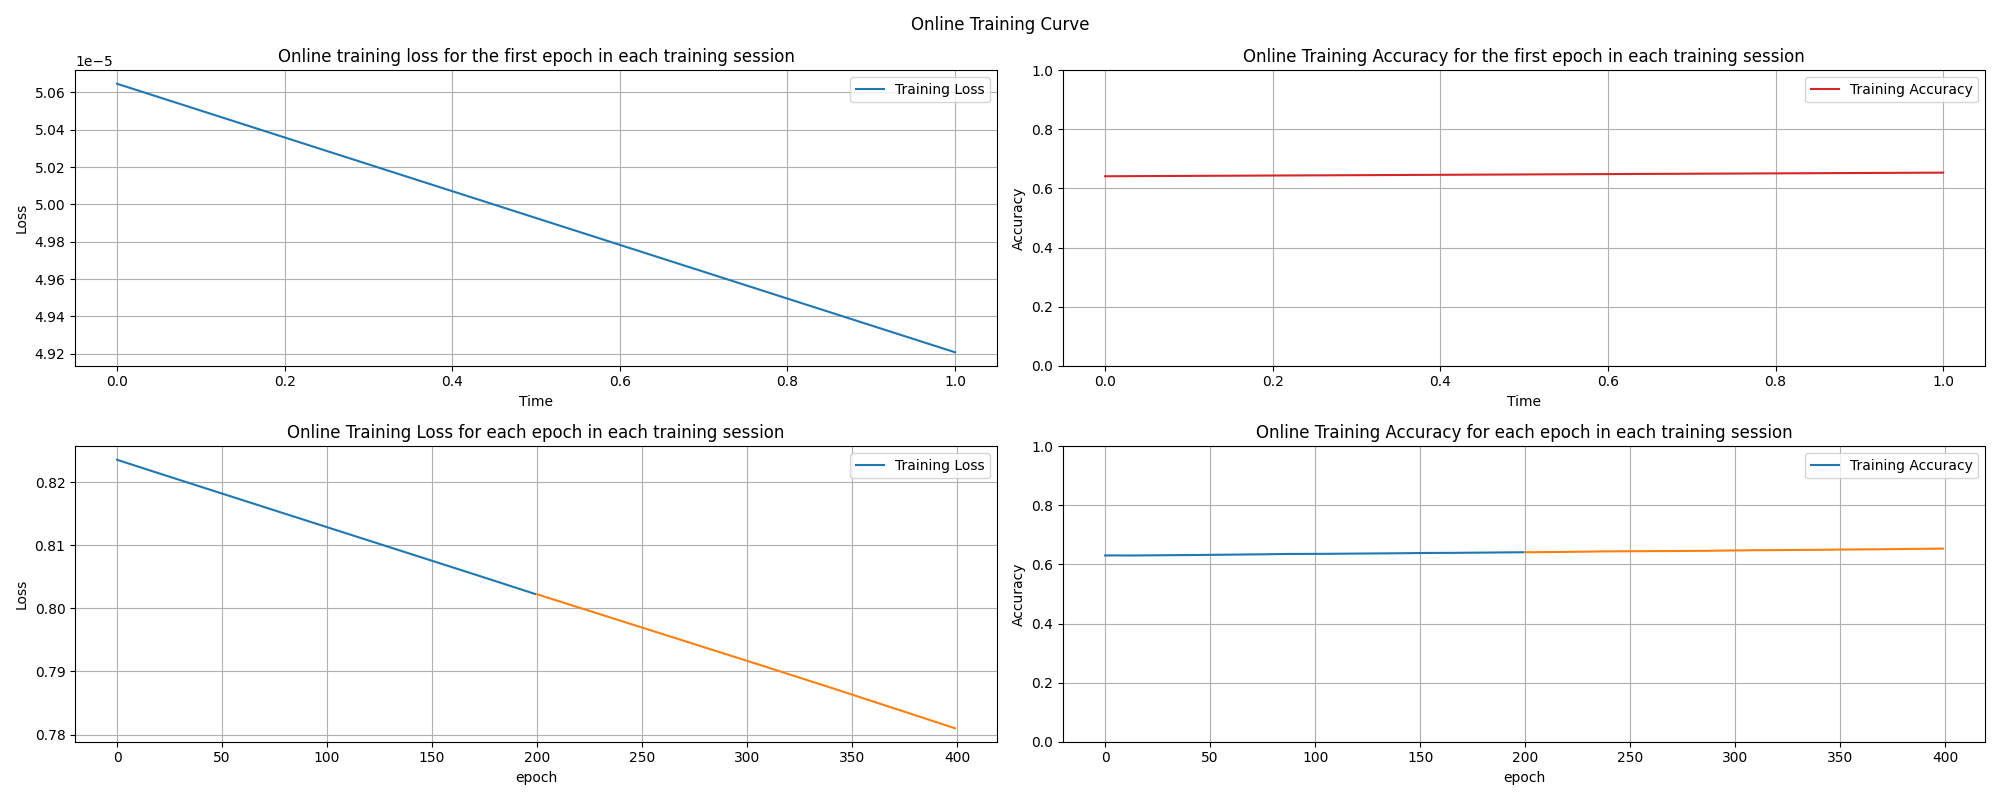 Online Training Curve
Online training loss for the first epoch in each training session
1e−5
Training Loss
5.06
5.04
5.02
5.00
4.98
4.96
4.94
4.92
Loss
0.0 0.2 0.4 0.6 0.8 1.0
Time
Online Training Accuracy for the first epoch in each training session
Training Accuracy
1.0
0.8
0.6
0.4
0.2
0.0
Accuracy
0.0 0.2 0.4 0.6 0.8 1.0
Time
Online Training Loss for each epoch in each training session
Training Loss
0.82
0.81
0.80
0.79
0.78
Loss
0 50 100 150 200 250 300 350 400
epoch
Online Training Accuracy for each epoch in each training session
Training Accuracy
1.0
0.8
0.6
0.4
0.2
0.0
Accuracy
0 50 100 150 200 250 300 350 400
epoch